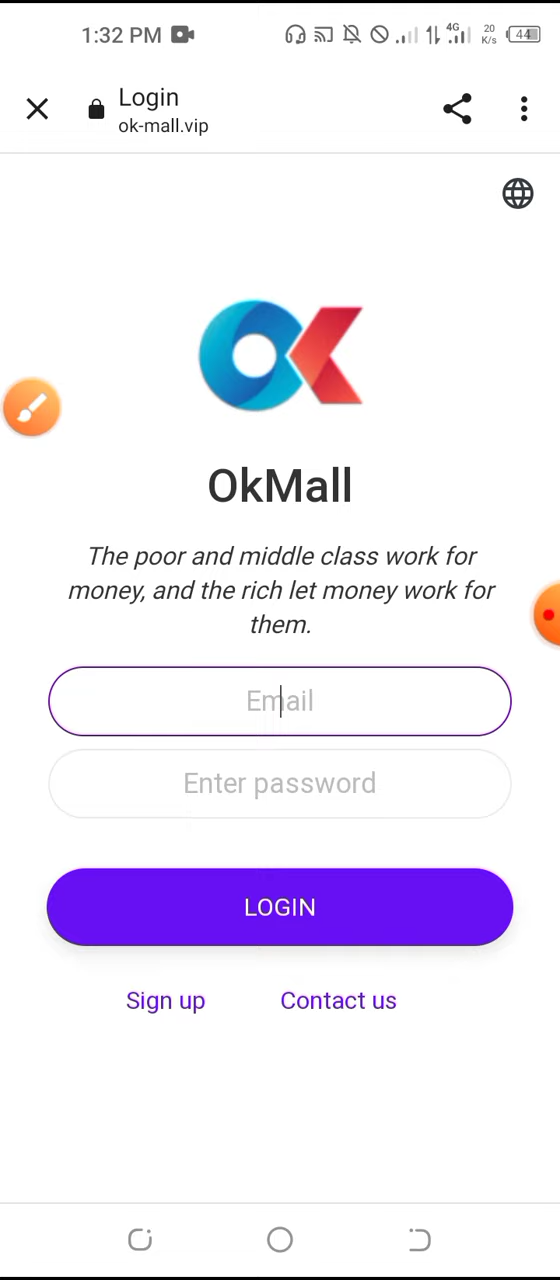 1:32 PM 4G 20 K/s 44
Login
ok-mall.vip
OK
OkMall
The poor and middle class work for
money, and the rich let money work for
them.
Email
Enter password
LOGIN
Sign up Contact us